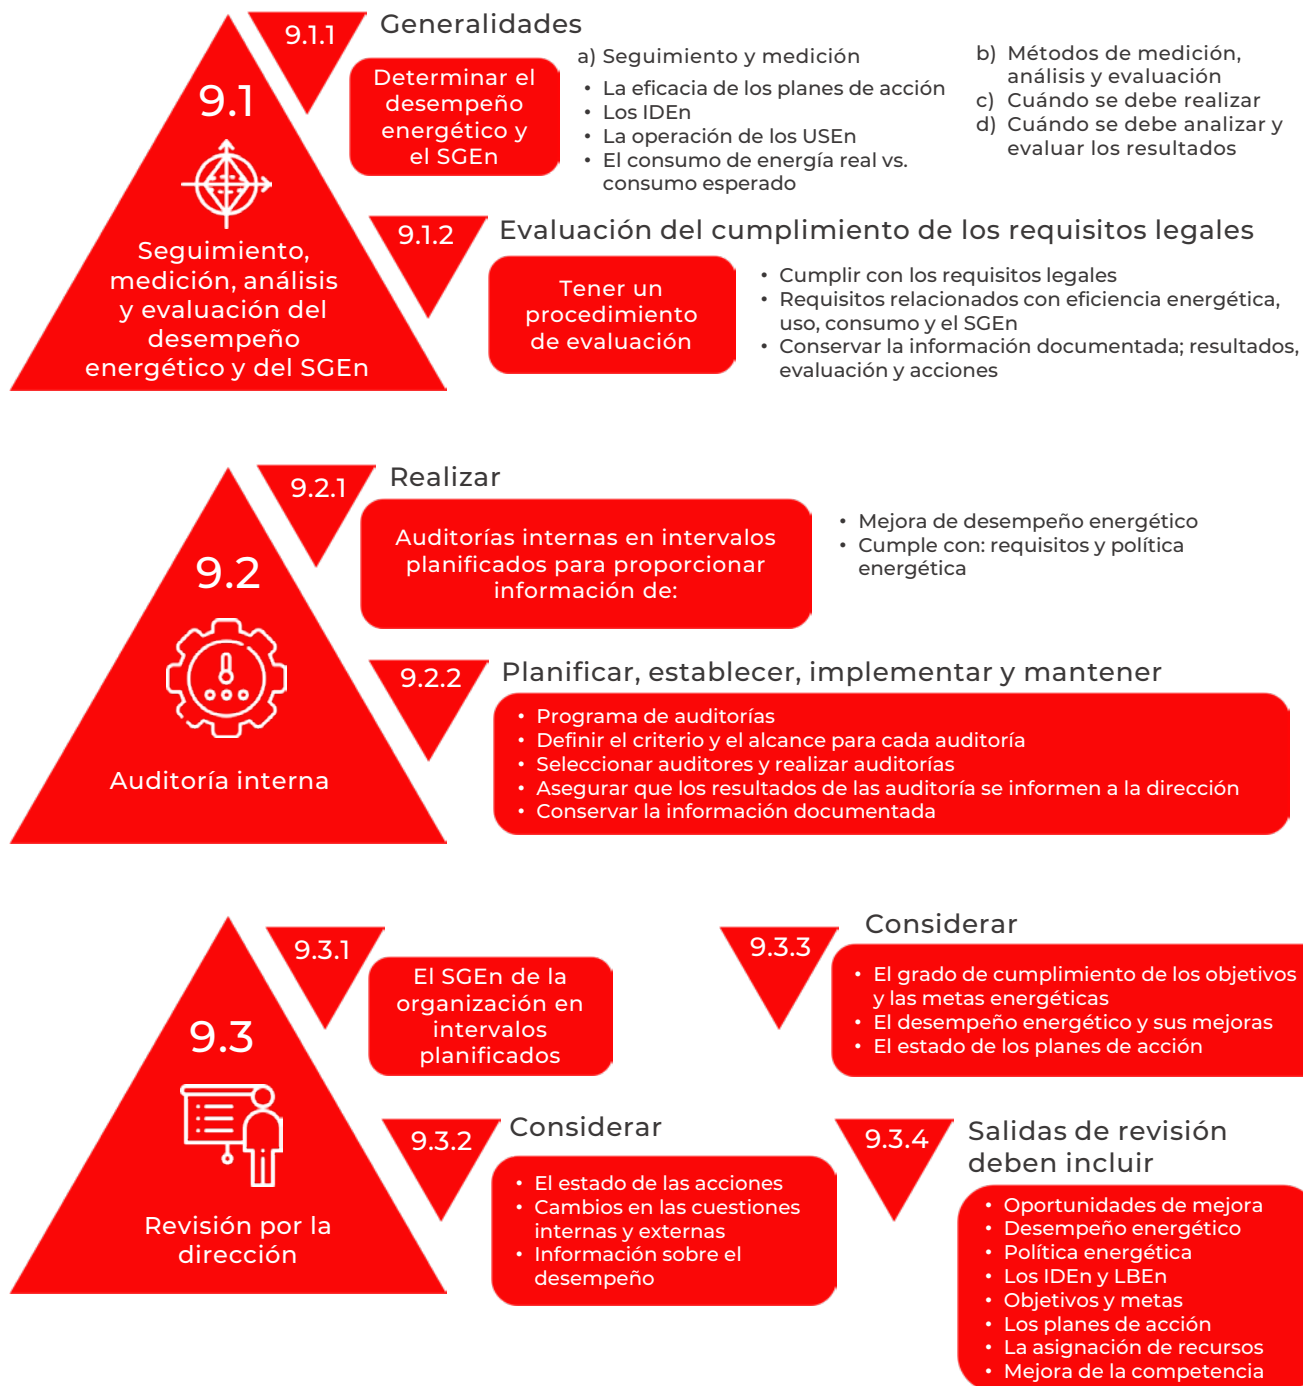 9.1
Seguimiento,
medición, análisis
y evaluación del
desempeño
energético y del SGEn
9.1.1
Generalidades
Determinar el
desempeño
energético y
el SGEn
a) Seguimiento y medición
• La eficacia de los planes de acción
• Los IDEn
• La operación de los USEn
• El consumo de energía real vs.
consumo esperado
b) Métodos de medición,
análisis y evaluación
c) Cuándo se debe realizar
d) Cuándo se debe analizar y
evaluar los resultados
9.1.2
Evaluación del cumplimiento de los requisitos legales
Tener un
procedimiento
de evaluación
• Cumplir con los requisitos legales
• Requisitos relacionados con eficiencia energética,
uso, consumo y el SGEn
• Conservar la información documentada; resultados,
evaluación y acciones
9.2
Auditoría interna
9.2.1
Realizar
Auditorías internas en intervalos
planificados para proporcionar
información de:
• Mejora de desempeño energético
• Cumple con: requisitos y política
energética
9.2.2
Planificar, establecer, implementar y mantener
• Programa de auditorías
• Definir el criterio y el alcance para cada auditoría
• Seleccionar auditores y realizar auditorías
• Asegurar que los resultados de las auditoría se informen a la dirección
• Conservar la información documentada
9.3
Revisión por la
dirección
9.3.1
El SGEn de la
organización en
intervalos
planificados
9.3.2
Considerar
• El estado de las acciones
• Cambios en las cuestiones
internas y externas
• Información sobre el
desempeño
9.3.3
Considerar
• El grado de cumplimiento de los objetivos
y las metas energéticas
• El desempeño energético y sus mejoras
• El estado de los planes de acción
9.3.4
Salidas de revisión
deben incluir
• Oportunidades de mejora
• Desempeño energético
• Política energética
• Los IDEn y LBEn
• Objetivos y metas
• Los planes de acción
• La asignación de recursos
• Mejora de la competencia